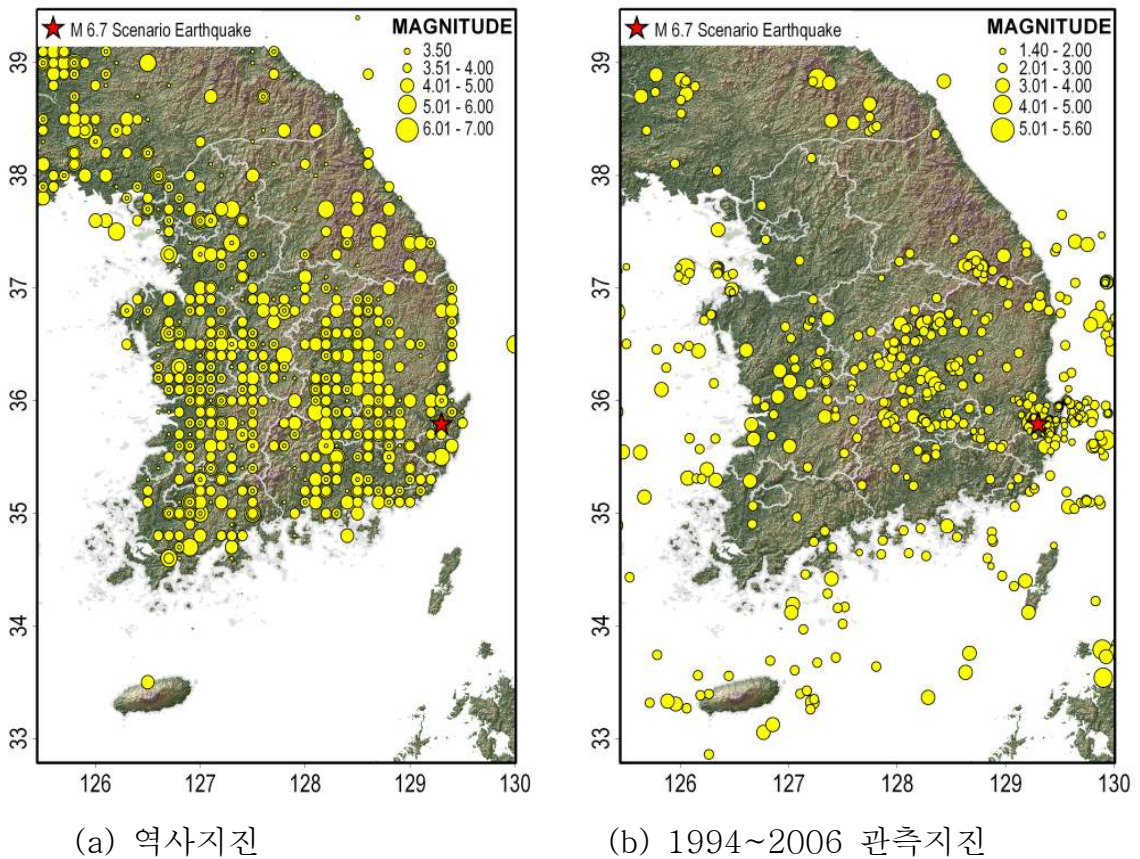 ★ M 6.7 Scenario Earthquake
MAGNITUDE
3.50
3.51 - 4.00
4.01 - 5.00
5.01 - 6.00
6.01 - 7.00
39
38
37
36
35
34
33
126 127 128 129 130
(a) 역사지진
★ M 6.7 Scenario Earthquake
MAGNITUDE
1.40 - 2.00
2.01 - 3.00
3.01 - 4.00
4.01 - 5.00
5.01 - 5.60
39
38
37
36
35
34
33
126 127 128 129 130
(b) 1994~2006 관측지진